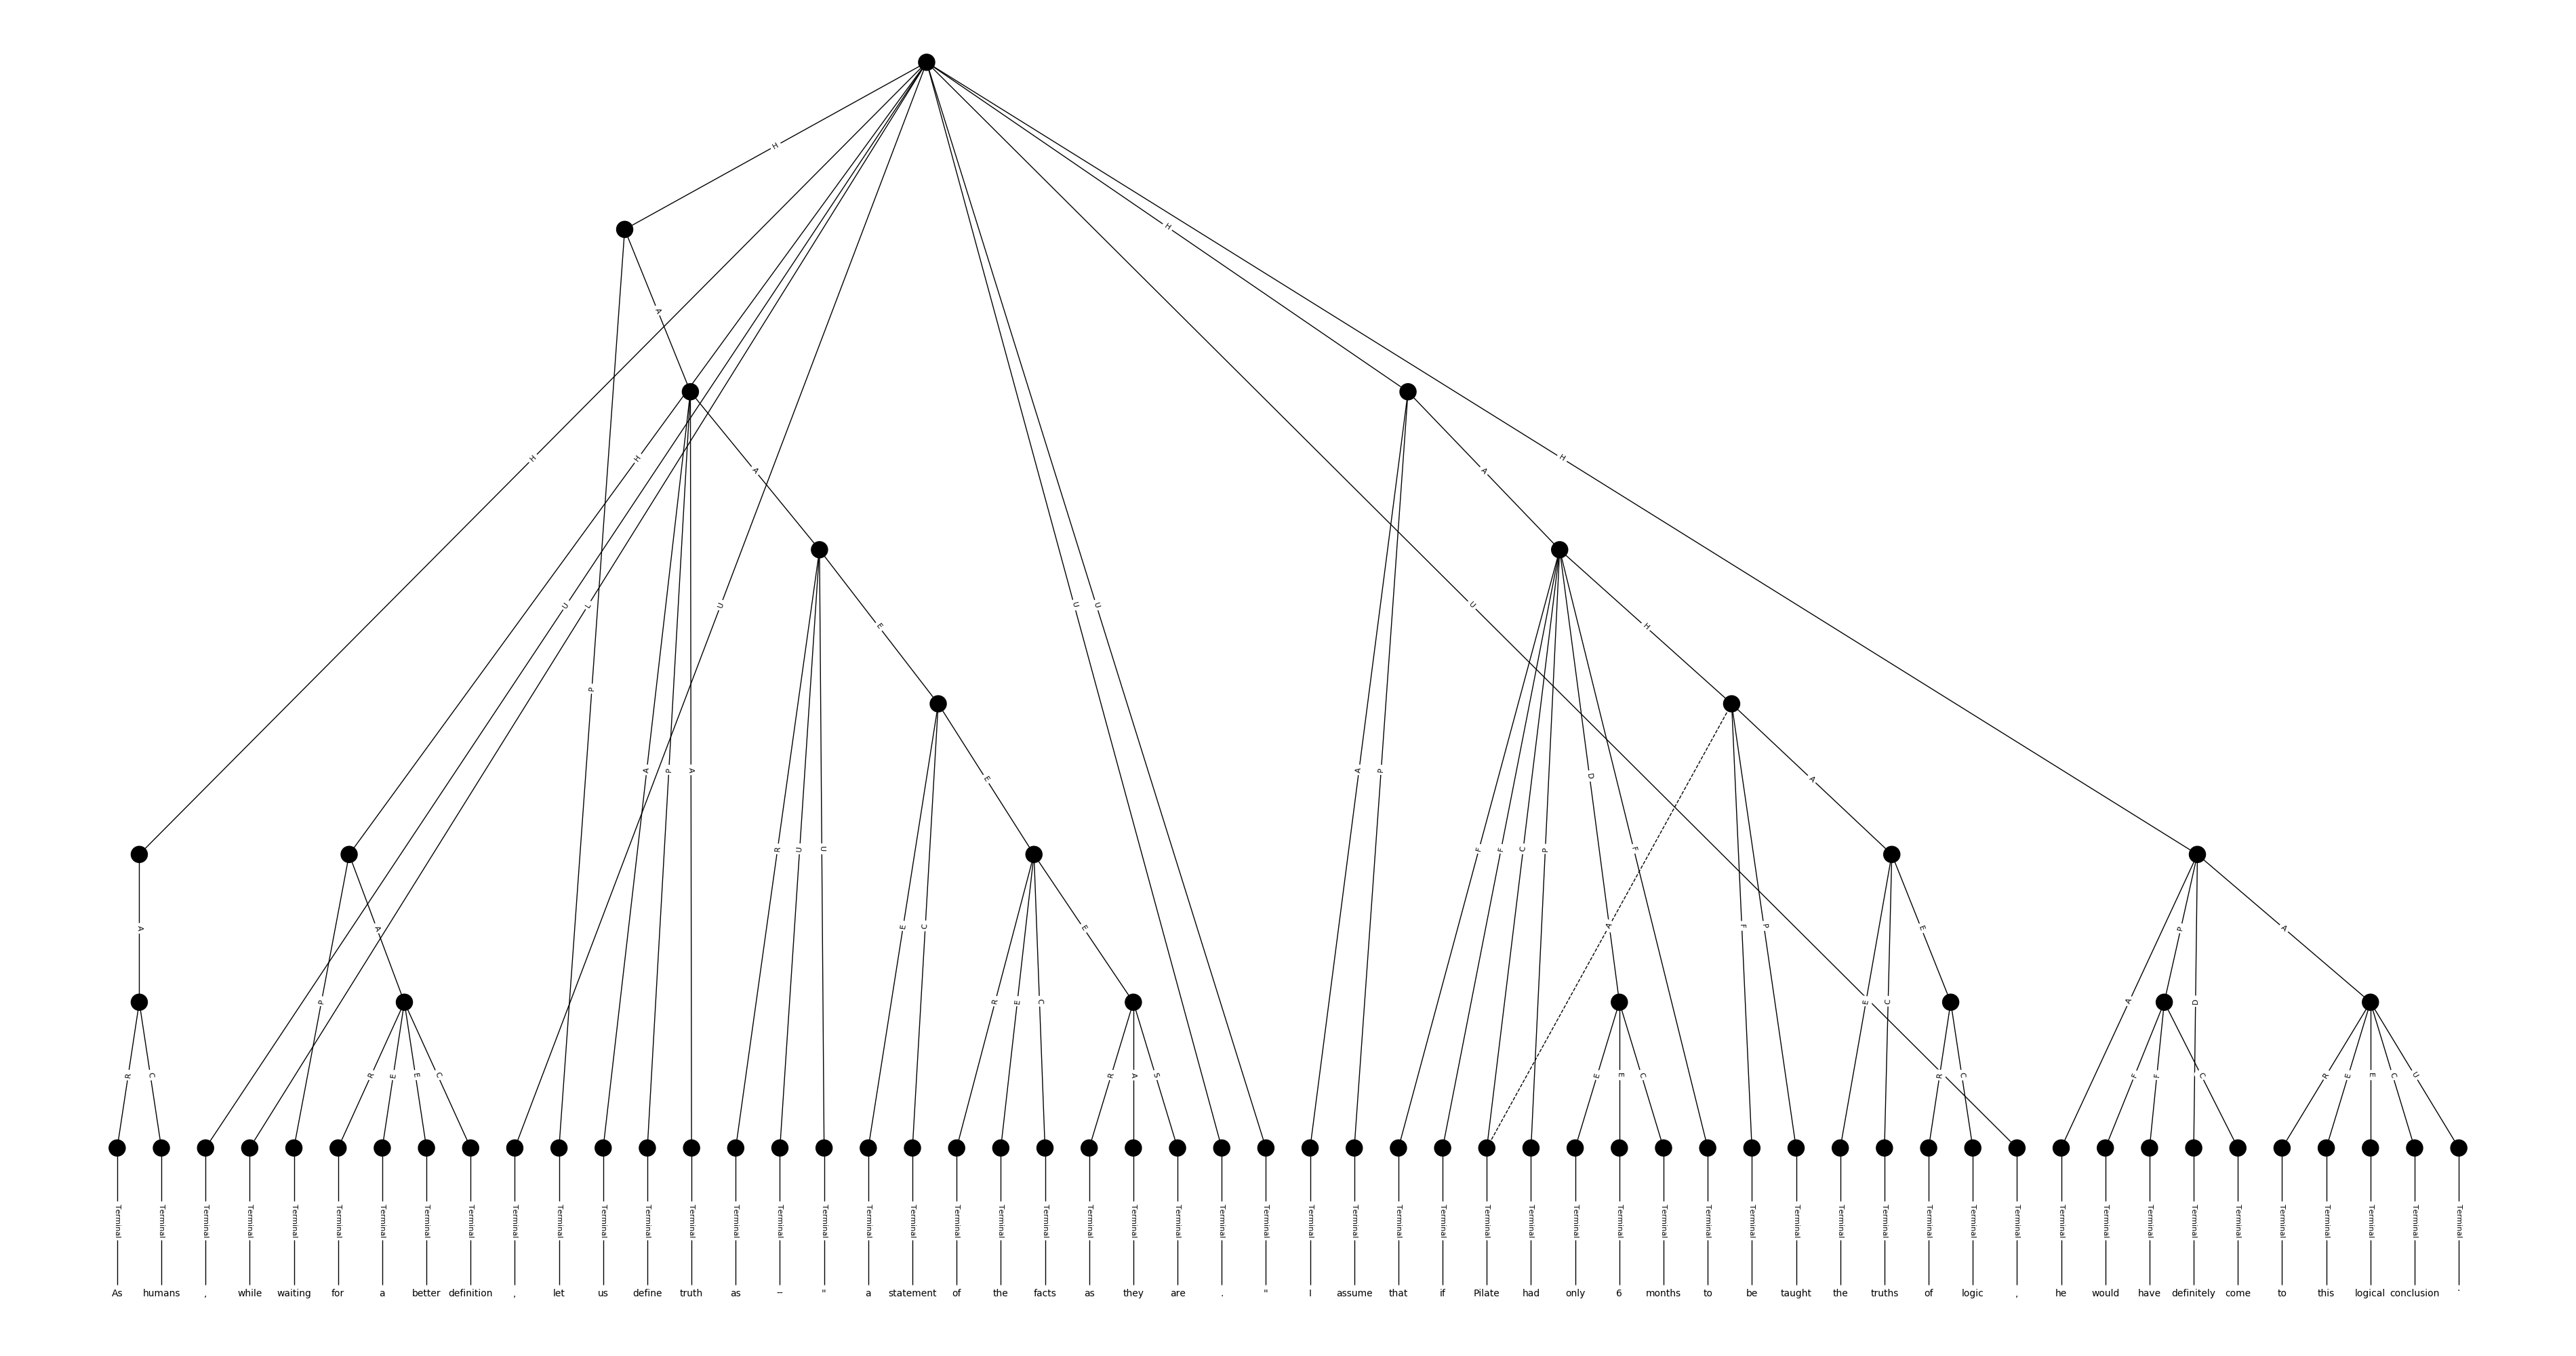 H
A
H
H
A
A
H
H
U
L
U
U
U
U
E
H
P
A
P
A
A
P
D
E
A
R
U
U
F
F
C
P
F
A
A
E
C
E
A
F
P
E
P
A
D
A
P
R
E
C
E
C
R
C
R
E
E
C
R
A
S
E
E
C
R
C
F
F
C
R
E
E
C
U
Terminal Terminal Terminal Terminal Terminal Terminal Terminal Terminal Terminal Terminal Terminal Terminal Terminal Terminal Terminal Terminal Terminal Terminal Terminal Terminal Terminal Terminal Terminal Terminal Terminal Terminal Terminal Terminal Terminal Terminal Terminal Terminal Terminal Terminal Terminal Terminal Terminal Terminal Terminal Terminal Terminal Terminal Terminal Terminal Terminal Terminal Terminal Terminal Terminal Terminal Terminal Terminal Terminal Terminal
As humans , while waiting for a better definition , let us define truth as — " a statement of the facts as they are . " I assume that if Pilate had only 6 months to be taught the truths of logic , he would have definitely come to this logical conclusion .